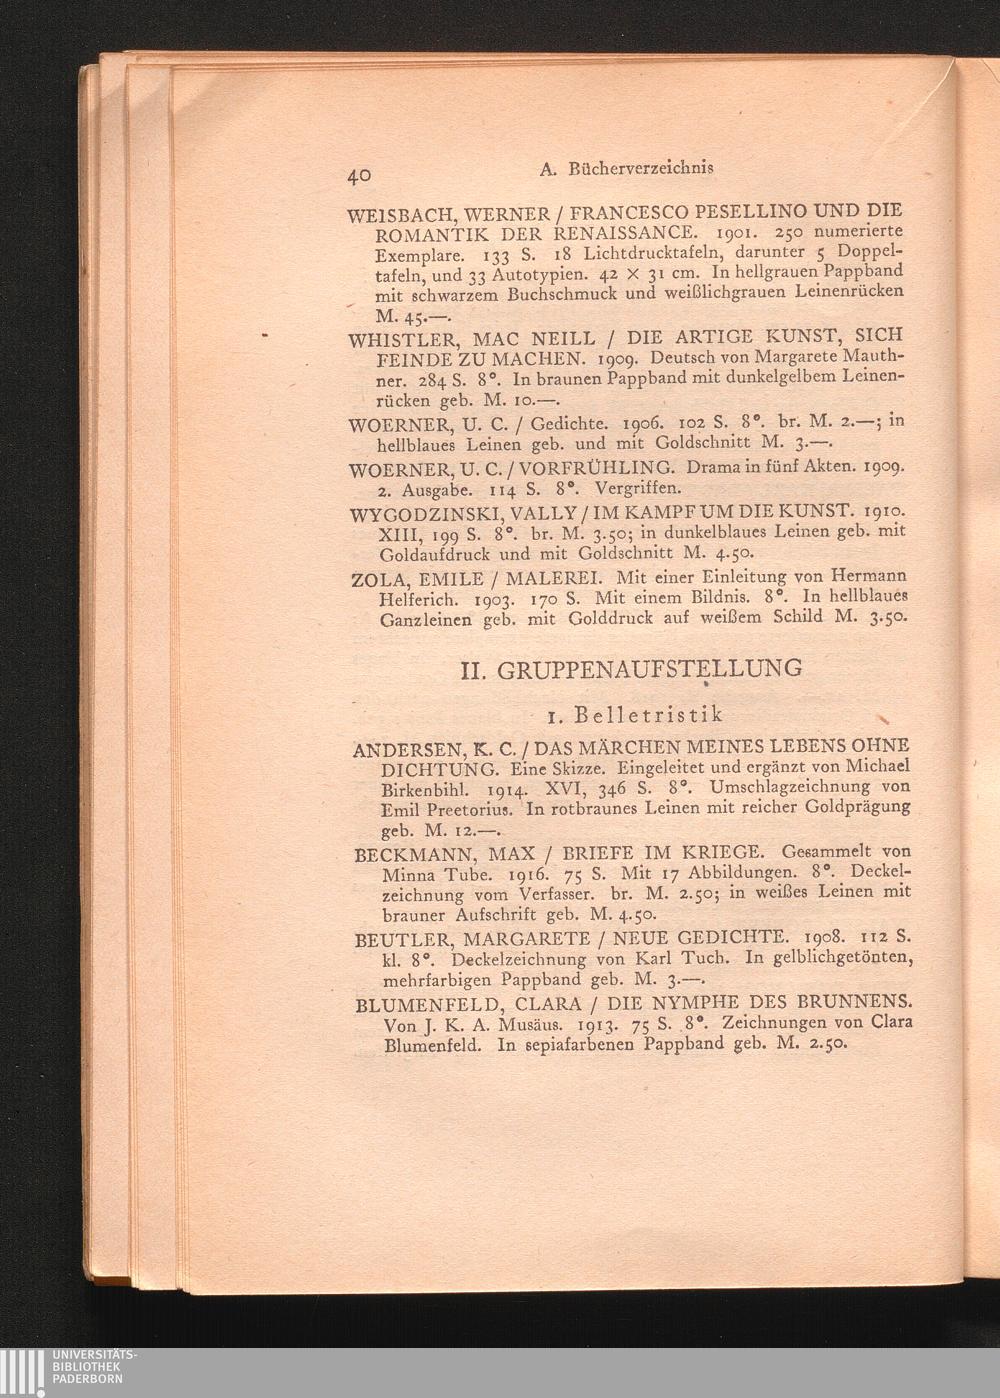 40
A. Bücherverzeichnis
WEISBACH, WERNER / FRANCESCO PESELLINO UND DIE
ROMANTIK DER RENAISSANCE. 1901. 250 numerierte
Exemplare. 133 S. 18 Lichtdrucktafeln, darunter 5 Doppel-
tafeln, und 33 Autotypien. 42 × 31 cm. In hellgrauen Pappband
mit schwarzem Buchschmuck und weißlichgrauen Leinenrücken
M. 45.—.
WHISTLER, MAC NEILL / DIE ARTIGE KUNST, SICH
FEINDE ZU MACHEN. 1909. Deutsch von Margarete Mauth-
ner. 284 S. 8°. In braunen Pappband mit dunkelgelbem Leinen-
rücken geb. M. 10.—.
WOERNER, U. C. / Gedichte. 1906. 102 S. 8°. br. M. 2.—; in
hellblaues Leinen geb. und mit Goldschnitt M. 3.—.
WOERNER, U. C. / VORFRÜHLING. Drama in fünf Akten. 1909.
2. Ausgabe. 114 S. 8°. Vergriffen.
WYGODZINSKI, VALLY / IM KAMPF UM DIE KUNST. 1910.
XIII, 199 S. 8°. br. M. 3.50; in dunkelblaues Leinen geb. mit
Goldaufdruck und mit Goldschnitt M. 4.50.
ZOLA, EMILE / MALEREI. Mit einer Einleitung von Hermann
Helferich. 1903. 170 S. Mit einem Bildnis. 8°. In hellblaues
Ganzleinen geb. mit Golddruck auf weißem Schild M. 3.50.
II. GRUPPENAUFSTELLUNG
1. Belletristik
ANDERSEN, K. C. / DAS MÄRCHEN MEINES LEBENS OHNE
DICHTUNG. Eine Skizze. Eingeleitet und ergänzt von Michael
Birkenbihl. 1914. XVI, 346 S. 8°. Umschlagzeichnung von
Emil Preetorius. In rotbraunes Leinen mit reicher Goldprägung
geb. M. 12.—.
BECKMANN, MAX / BRIEFE IM KRIEGE. Gesammelt von
Minna Tube. 1916. 75 S. Mit 17 Abbildungen. 8°. Deckel-
zeichnung vom Verfasser. br. M. 2.50; in weißes Leinen mit
brauner Aufschrift geb. M. 4.50.
BEUTLER, MARGARETE / NEUE GEDICHTE. 1908. 112 S.
kl. 8°. Deckelzeichnung von Karl Tuch. In gelblichgetönten,
mehrfarbigen Pappband geb. M. 3.—.
BLUMENFELD, CLARA / DIE NYMPHE DES BRUNNENS.
Von J. K. A. Musäus. 1913. 75 S. 8°. Zeichnungen von Clara
Blumenfeld. In sepiafarbenen Pappband geb. M. 2.50.
UNIVERSITÄTS-
BIBLIOTHEK
PADERBORN